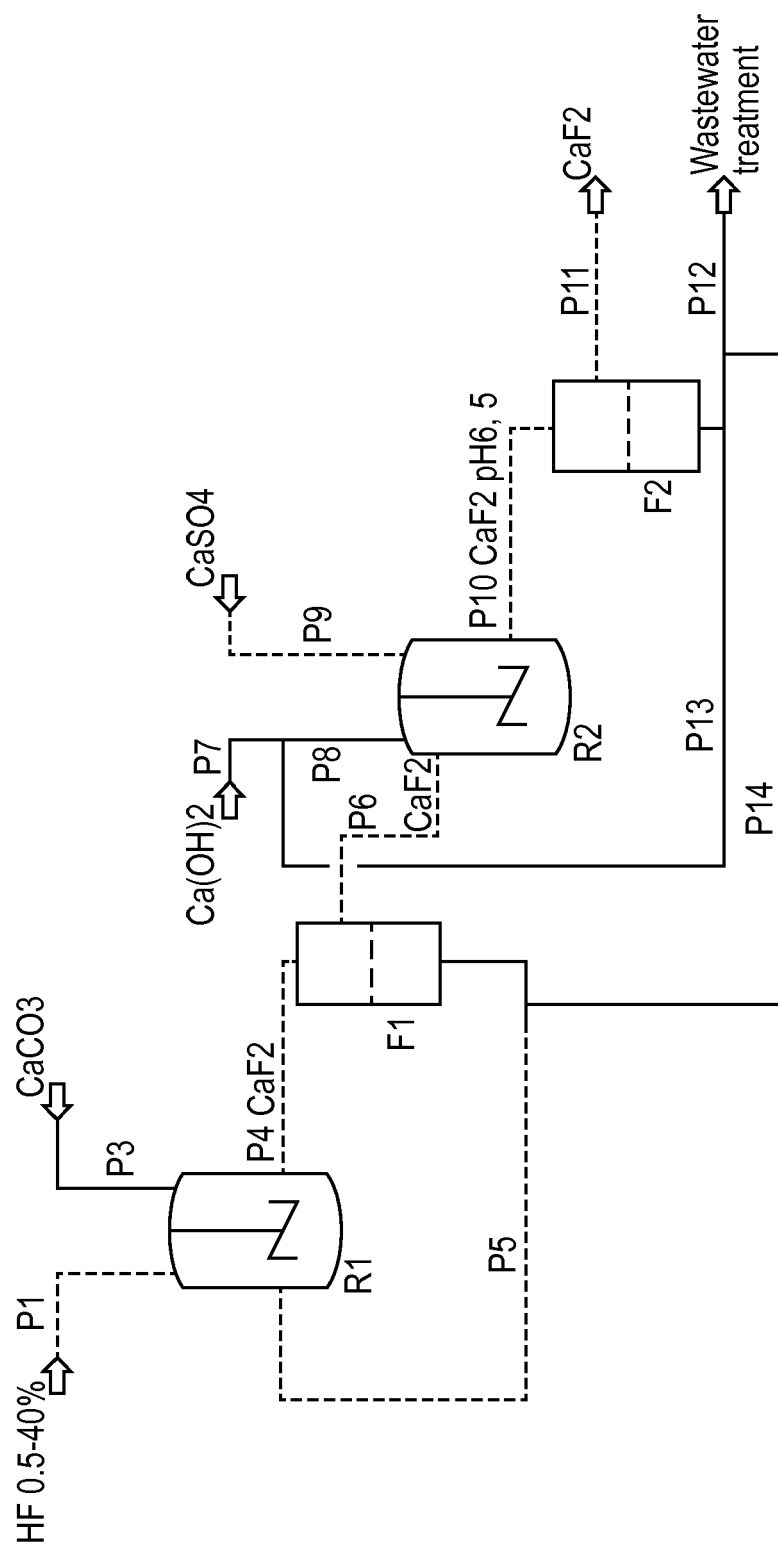 HF 0.5-40%
P1
P3
CaCO3
R1
P4 CaF2
P5
F1
Ca(OH)2
P7
P8
P6
CaF2
P9
CaSO4
R2
P10 CaF2 pH6, 5
F2
P11
CaF2
P12
Wastewater
treatment
P13
P14